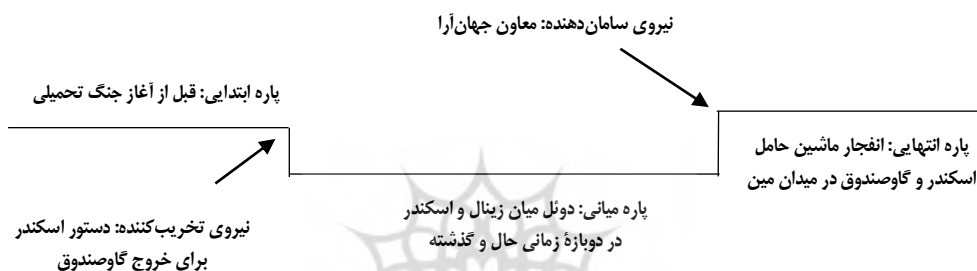 نیروی سامان‌دهنده: معاون جهان‌آرا
پاره ابتدایی: قبل از آغاز جنگ تحمیلی
پاره انتهایی: انفجار ماشین حامل
اسکندر و گاوصندوق در میدان مین
پاره میانی: دوئل میان زینال و اسکندر
در دوبازۀ زمانی حال و گذشته
نیروی تخریب‌کننده: دستور اسکندر
برای خروج گاوصندوق